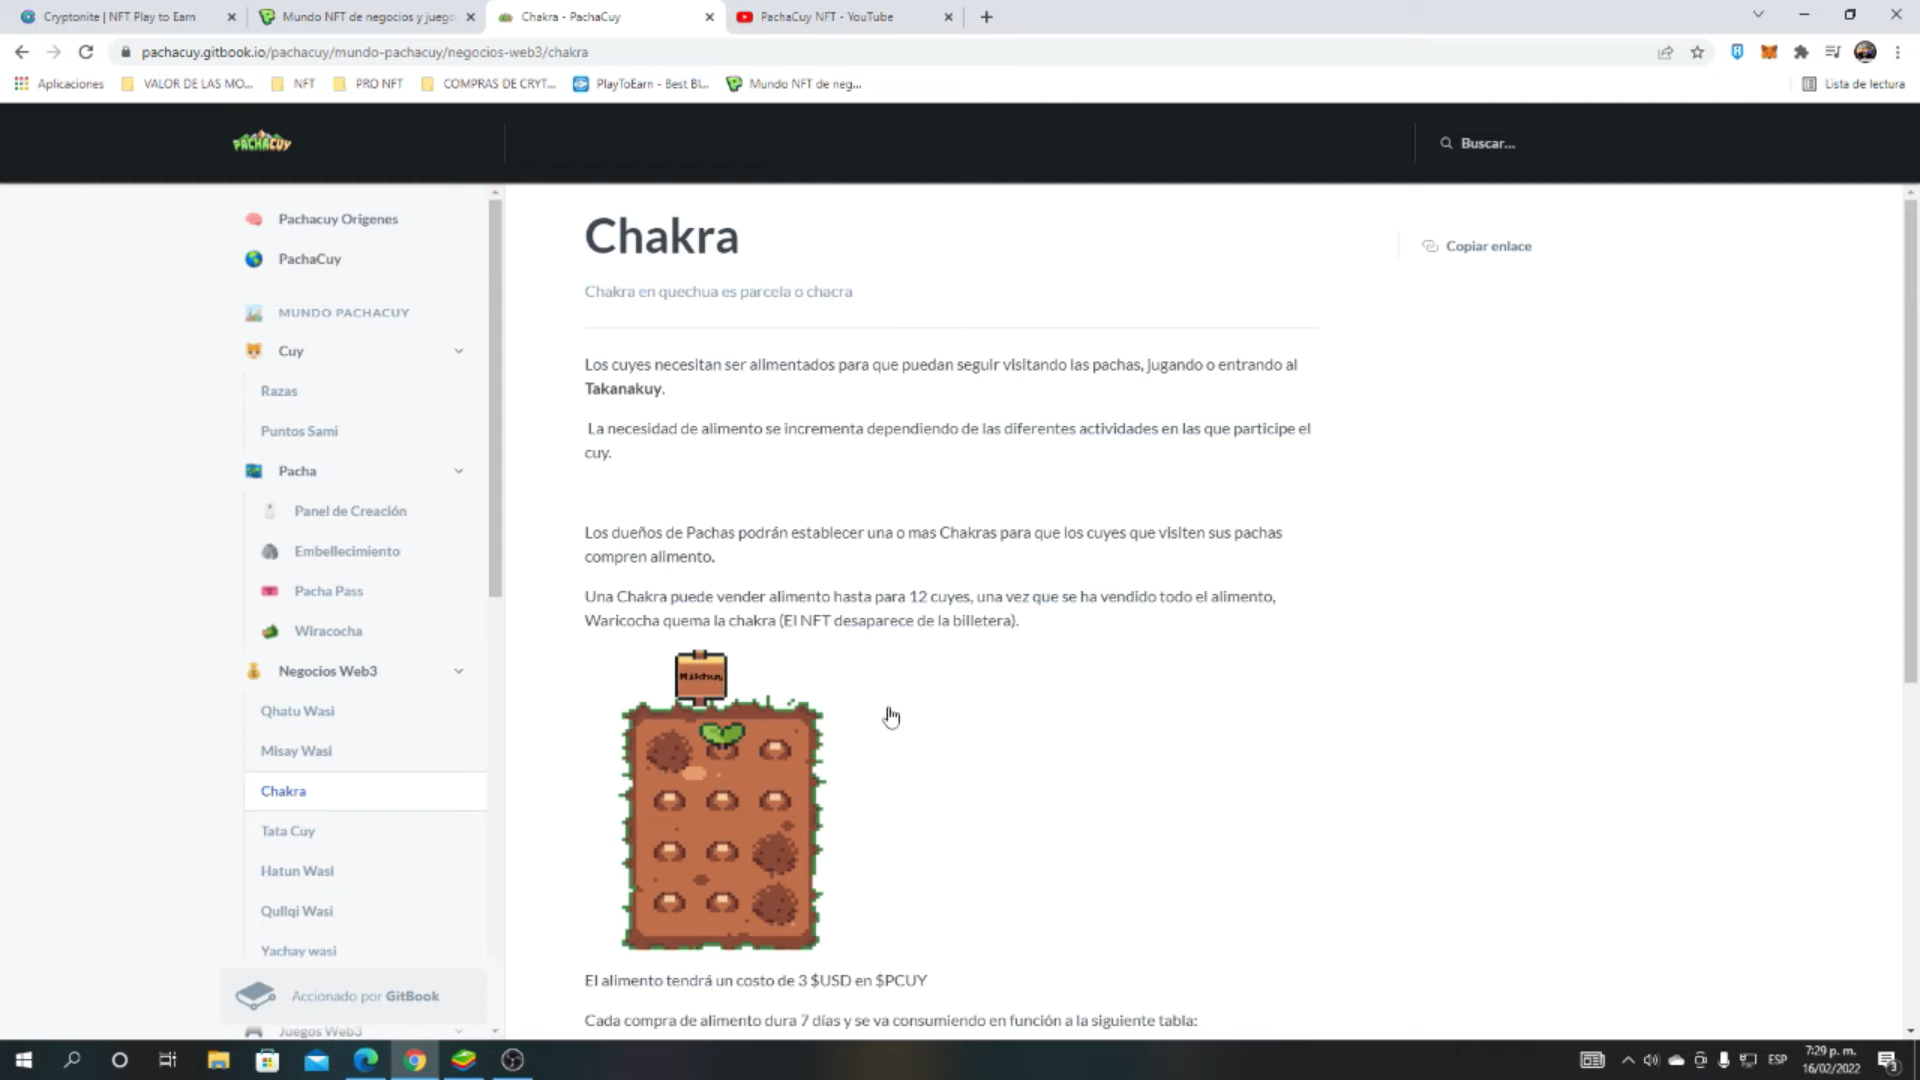 Cryptonite | NFT Play to Earn
Mundo NFT de negocios y juego
Chakra - PachaCuy
PachaCuy NFT - YouTube
pachacuy.gitbook.io/pachacuy/mundo-pachacuy/negocios-web3/chakra
Aplicaciones
VALOR DE LAS MO...
NFT
PRO NFT
COMPRAS DE CRYT...
PlayToEarn - Best Bl...
Mundo NFT de neg...
Lista de lectura
PACHACUY
Buscar...
Pachacuy Origenes
PachaCuy
MUNDO PACHACUY
Cuy
Razas
Puntos Sami
Pacha
Panel de Creación
Embellecimiento
Pacha Pass
Wiracocha
Negocios Web3
Qhatu Wasi
Misay Wasi
Chakra
Tata Cuy
Hatun Wasi
Qullqi Wasi
Yachay wasi
Accionado por GitBook
Juegos Web3
Chakra
Copiar enlace
Chakra en quechua es parcela o chacra
Los cuyes necesitan ser alimentados para que puedan seguir visitando las pachas, jugando o entrando al
Takanakuy.
La necesidad de alimento se incrementa dependiendo de las diferentes actividades en las que participe el
cuy.
Los dueños de Pachas podrán establecer una o mas Chakras para que los cuyes que visiten sus pachas
compren alimento.
Una Chakra puede vender alimento hasta para 12 cuyes, una vez que se ha vendido todo el alimento,
Waricocha quema la chakra (El NFT desaparece de la billetera).
El alimento tendrá un costo de 3 $USD en $PCUY
Cada compra de alimento dura 7 días y se va consumiendo en función a la siguiente tabla:
ESP
7:29 p. m.
16/02/2022
3